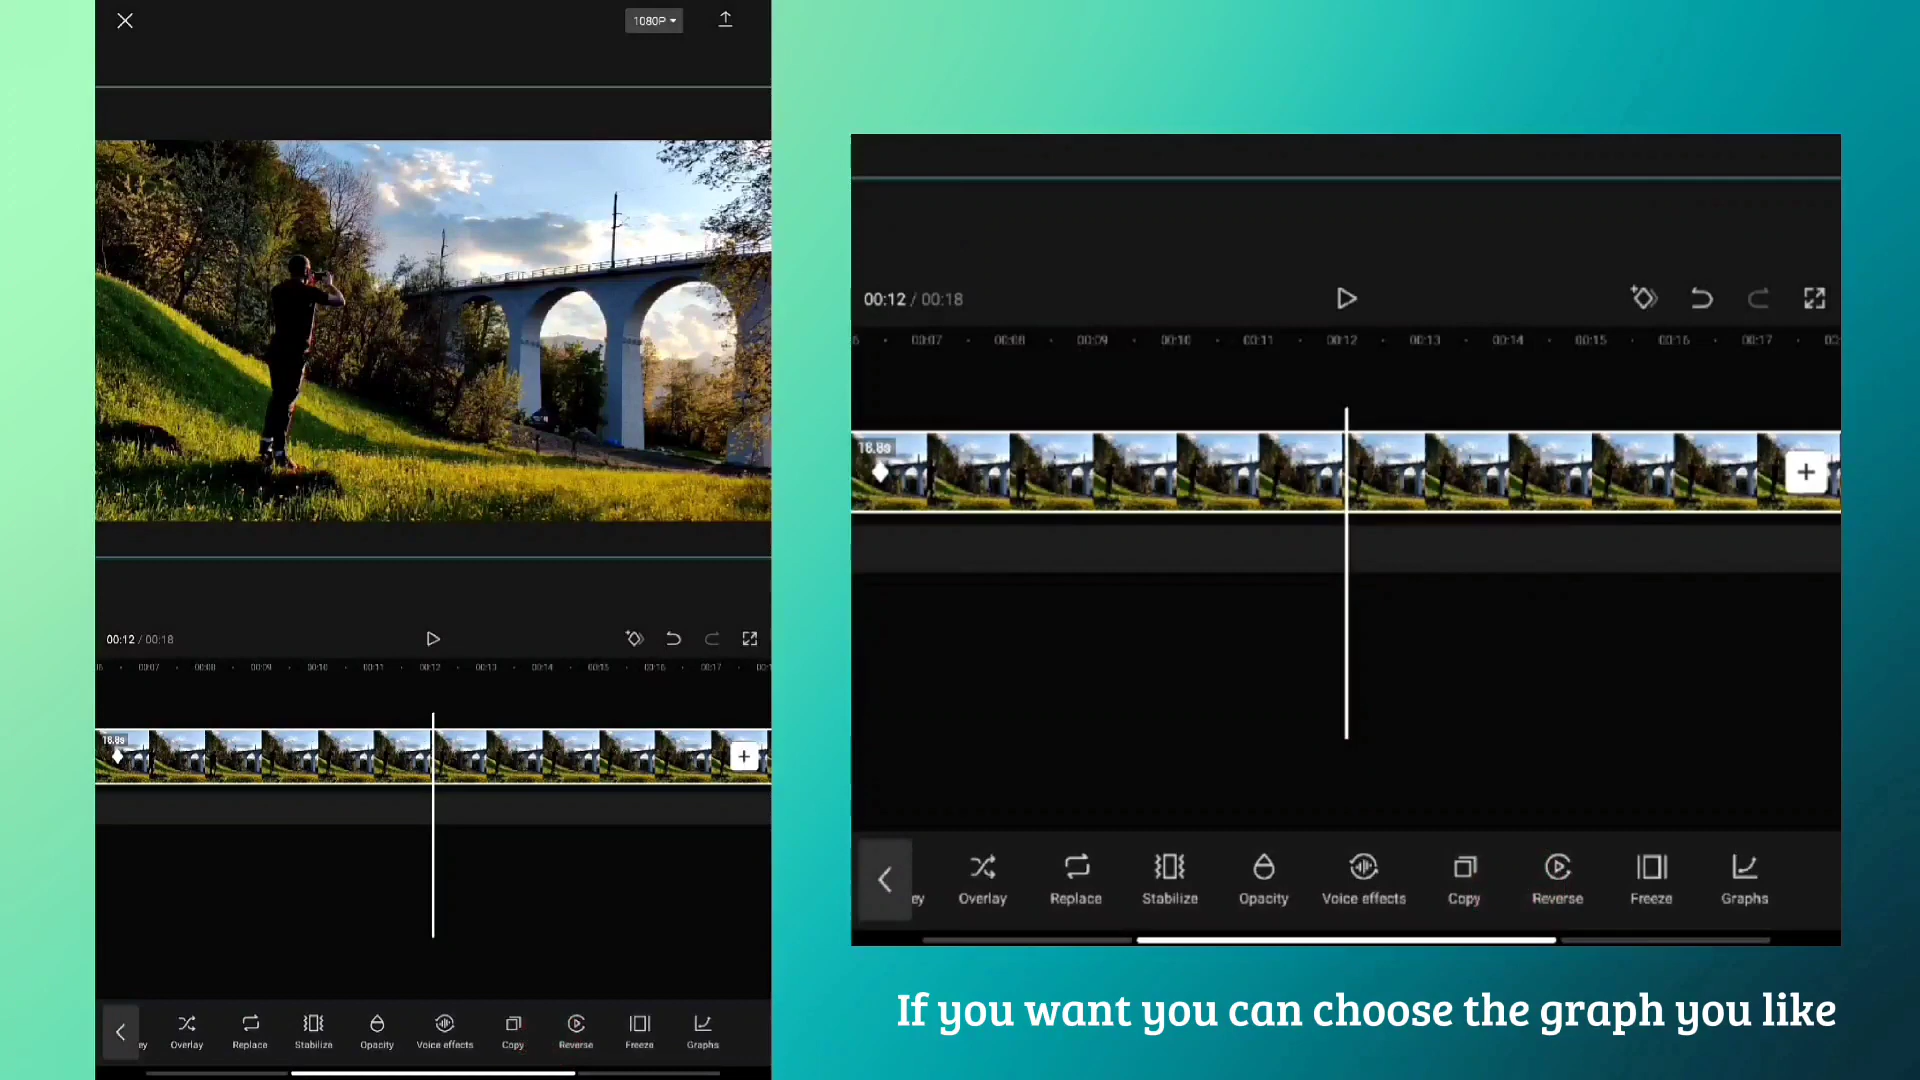 1080P
00:12 / 00:18
00:07 00:08 00:09 00:10 00:11 00:12 00:13 00:14 00:15 00:16 00:17
18.8s
ey Overlay Replace Stabilize Opacity Voice effects Copy Reverse Freeze Graphs
00:12 / 00:18
00:07 00:08 00:09 00:10 00:11 00:12 00:13 00:14 00:15 00:16 00:17
18.8s
ey Overlay Replace Stabilize Opacity Voice effects Copy Reverse Freeze Graphs
If you want you can choose the graph you like